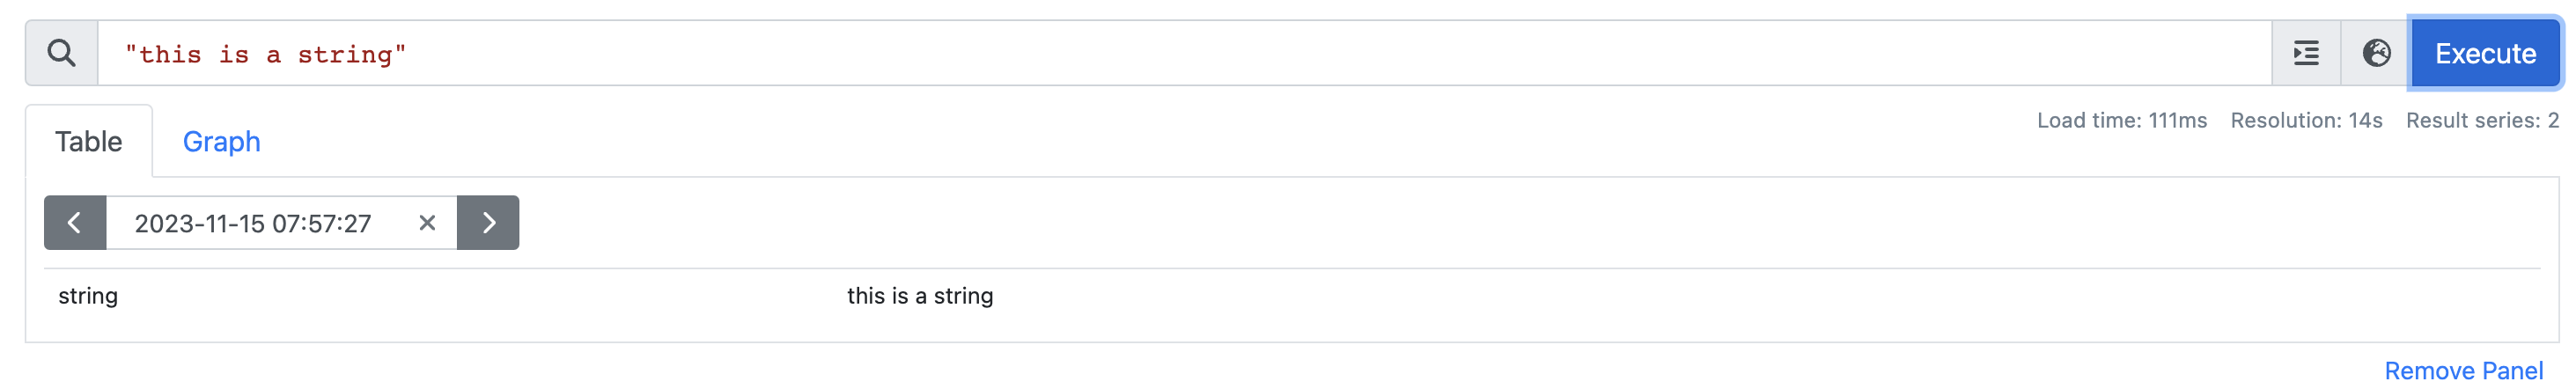 "this is a string"
Execute
Table
Graph
Load time: 111ms Resolution: 14s Result series: 2
2023-11-15 07:57:27
string this is a string
Remove Panel